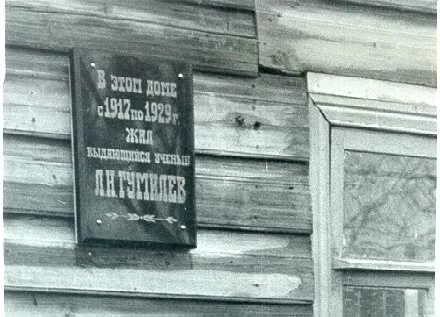 В ЭТОМ ДОМЕ
с 1917 по 1929 г.
ЖИЛ
ВЫДАЮЩИЙСЯ УЧЕНЫЙ
Л.Н.ГУМИЛЕВ